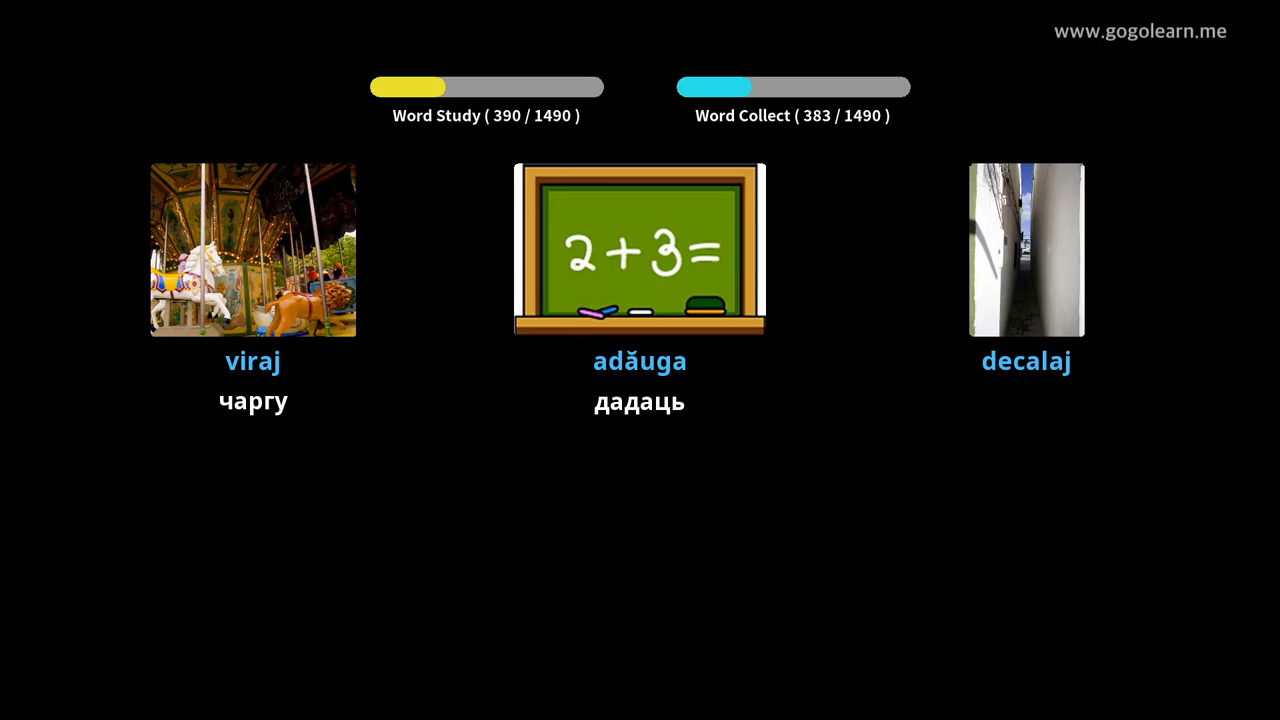 www.gogolearn.me
Word Study ( 390 / 1490 )
Word Collect ( 383 / 1490 )
2+3=
viraj
adăuga
decalaj
чаргу
дадаць